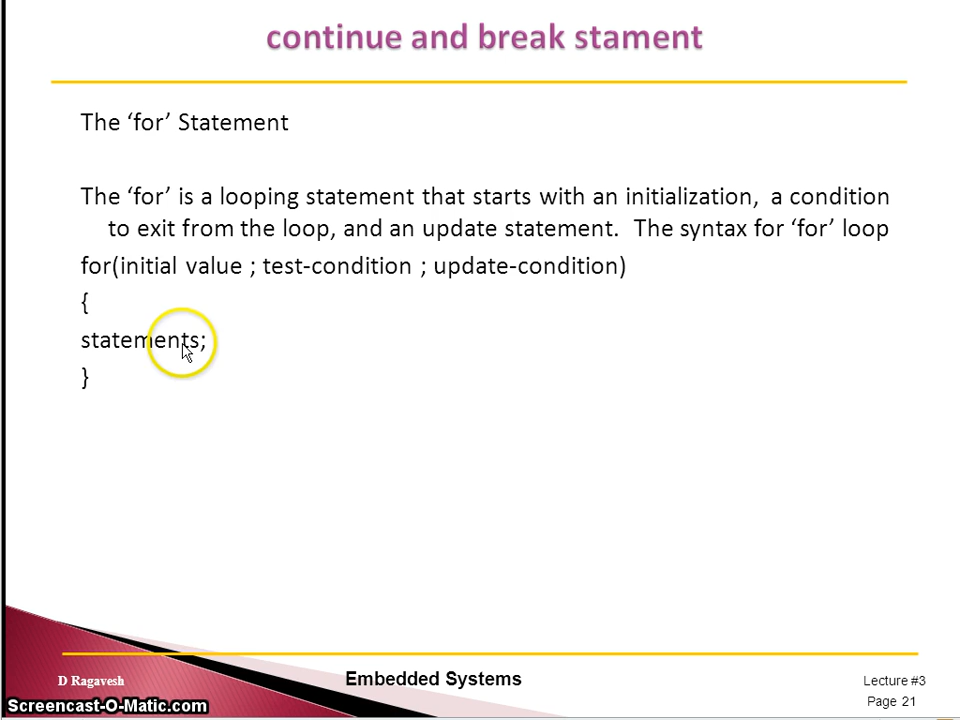 continue and break stament
The ‘for’ Statement
The ‘for’ is a looping statement that starts with an initialization, a condition
to exit from the loop, and an update statement. The syntax for ‘for’ loop
for(initial value ; test-condition ; update-condition)
{
statements;
}
D Ragavesh
Embedded Systems
Lecture #3
Page 21
Screencast-O-Matic.com